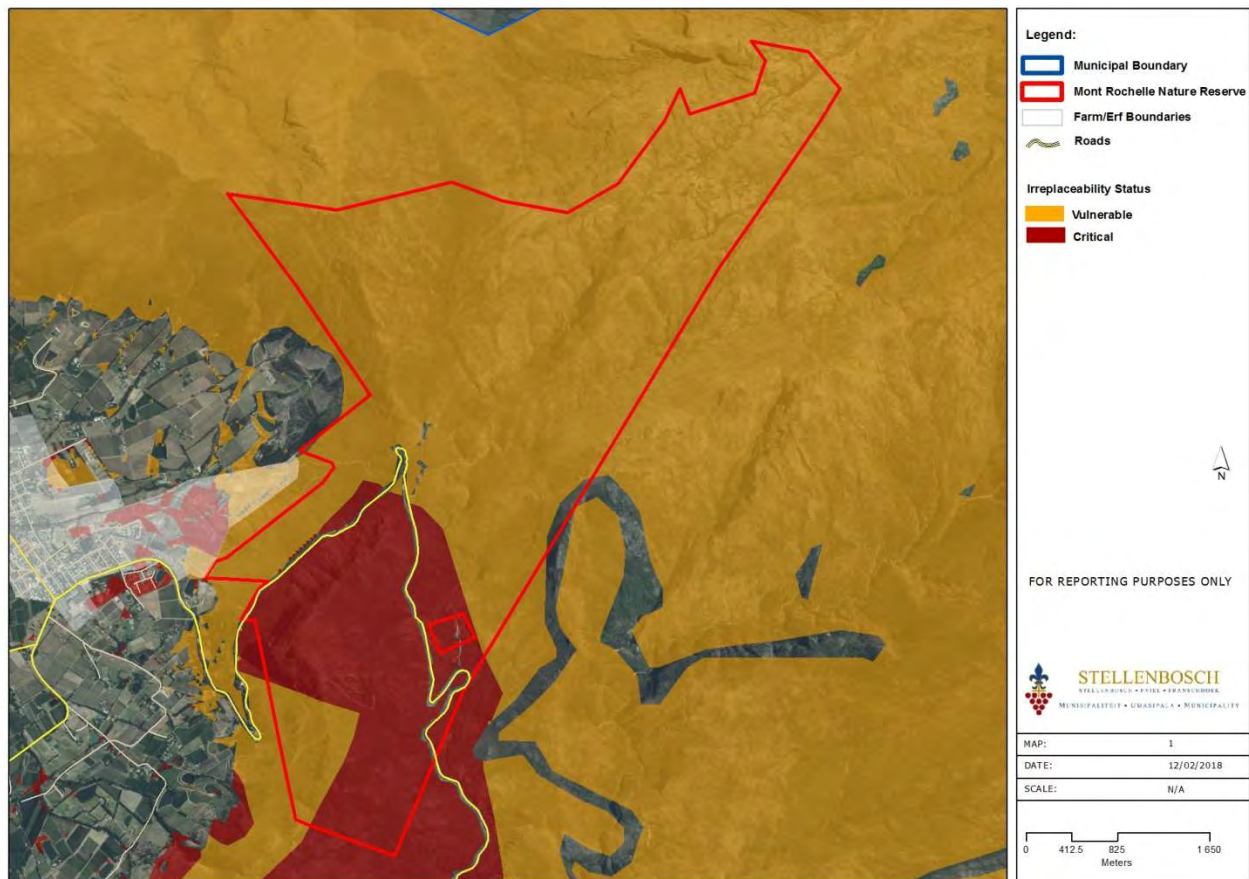 Legend:
Municipal Boundary
Mont Rochelle Nature Reserve
Farm/Erf Boundaries
Roads
Irreplaceability Status
Vulnerable
Critical
N
FOR REPORTING PURPOSES ONLY
STELLENBOSCH
STELLENBOSCH • PNIEL • FRANSCHHOEK
MUNISIPALITEIT • UMASIPALA • MUNICIPALITY
MAP: 1
DATE: 12/02/2018
SCALE: N/A
0 412.5 825 1 650
Meters